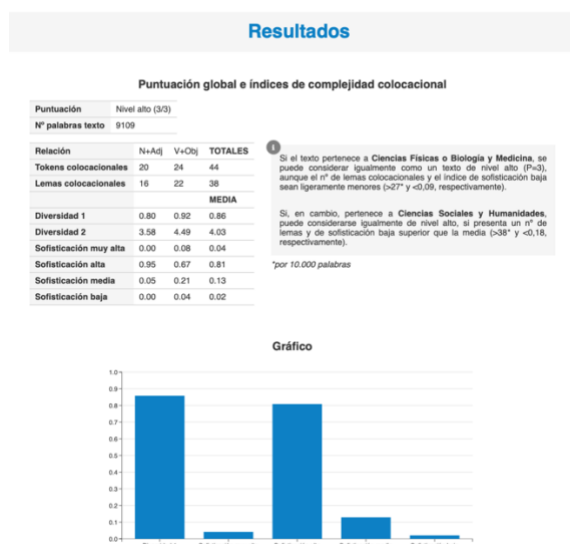 Resultados
Puntuación global e índices de complejidad colocacional
Puntuación Nivel alto (3/3)
Nº palabras texto 9109
Relación N+Adj V+Obj TOTALES
Tokens colocacionales 20 24 44
Lemas colocacionales 16 22 38
MEDIA
Diversidad 1 0.80 0.92 0.86
Diversidad 2 3.58 4.49 4.03
Sofisticación muy alta 0.00 0.08 0.04
Sofisticación alta 0.95 0.67 0.81
Sofisticación media 0.05 0.21 0.13
Sofisticación baja 0.00 0.04 0.02
Si el texto pertenece a Ciencias Físicas o Biología y Medicina, se
puede considerar igualmente como un texto de nivel alto (P=3),
aunque el nº de lemas colocacionales y el índice de sofisticación baja
sean ligeramente menores (>27* y <0,09, respectivamente).
Si, en cambio, pertenece a Ciencias Sociales y Humanidades,
puede considerarse igualmente de nivel alto, si presenta un nº de
lemas y de sofisticación baja superior que la media (>38* y <0,18,
respectivamente).
*por 10.000 palabras
Gráfico
1.0
0.9
0.8
0.7
0.6
0.5
0.4
0.3
0.2
0.1
0.0